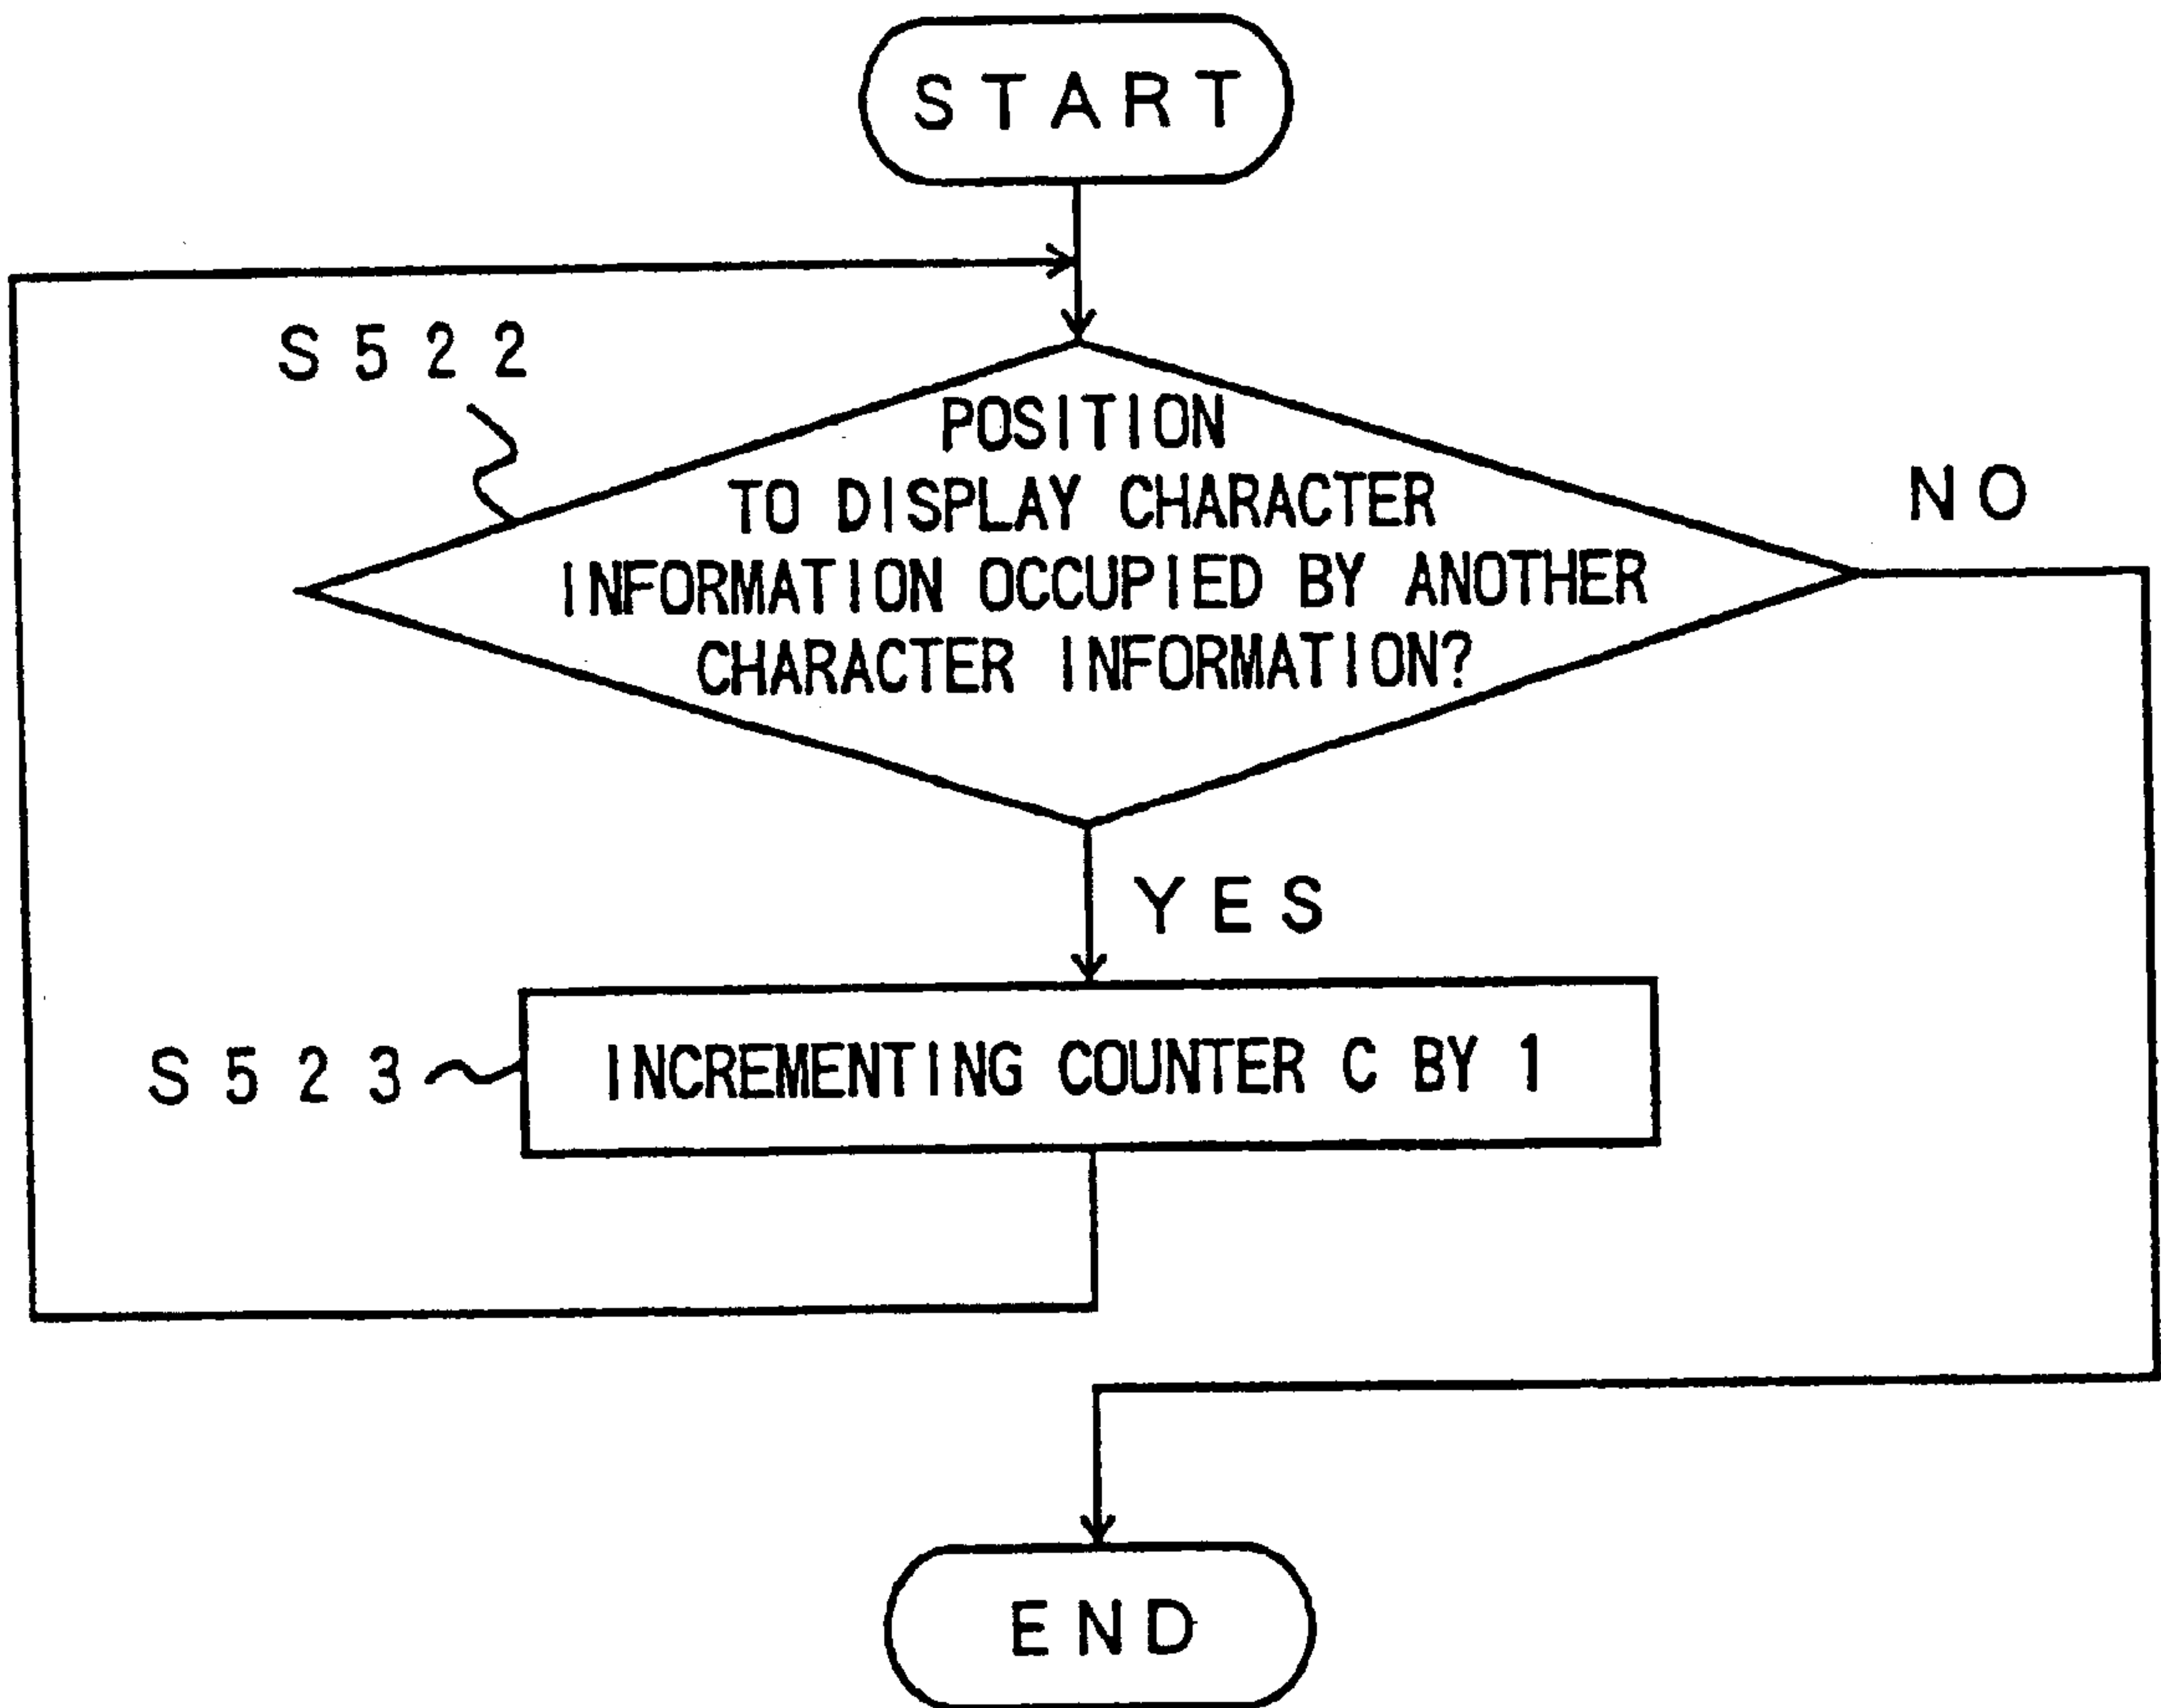 START
S522
POSITION
TO DISPLAY CHARACTER
INFORMATION OCCUPIED BY ANOTHER
CHARACTER INFORMATION?
NO
YES
S523
INCREMENTING COUNTER C BY 1
END